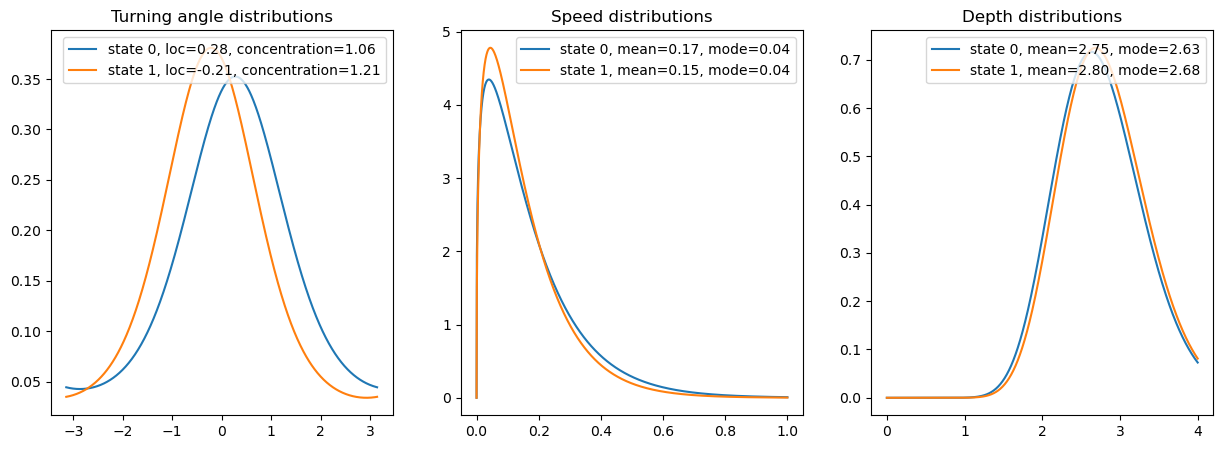 Turning angle distributions
state 0, loc=0.28, concentration=1.06
state 1, loc=-0.21, concentration=1.21
0.35
0.30
0.25
0.20
0.15
0.10
0.05
−3 −2 −1 0 1 2 3
Speed distributions
state 0, mean=0.17, mode=0.04
state 1, mean=0.15, mode=0.04
5
4
3
2
1
0
0.0 0.2 0.4 0.6 0.8 1.0
Depth distributions
state 0, mean=2.75, mode=2.63
state 1, mean=2.80, mode=2.68
0.7
0.6
0.5
0.4
0.3
0.2
0.1
0.0
0 1 2 3 4